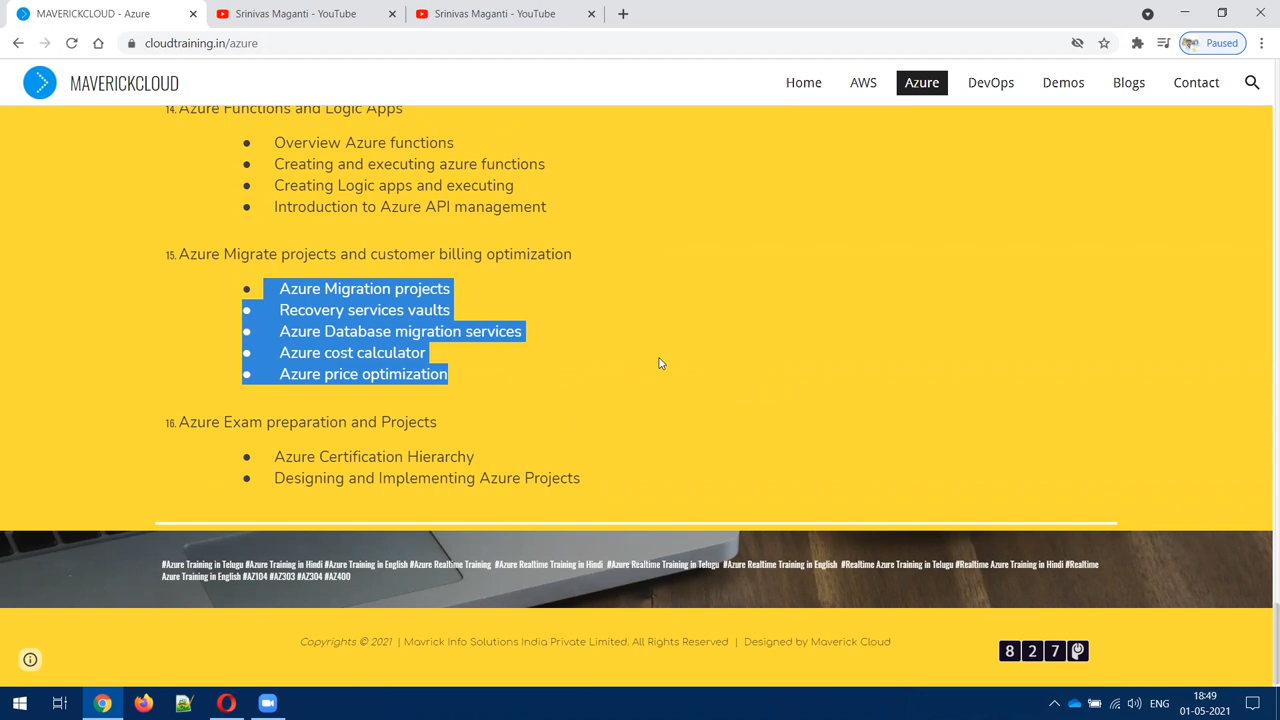 MAVERICKCLOUD - Azure
Srinivas Maganti - YouTube
Srinivas Maganti - YouTube
cloudtraining.in/azure
Paused
MAVERICKCLOUD
Home
AWS
Azure
DevOps
Demos
Blogs
Contact
14. Azure Functions and Logic Apps
● Overview Azure functions
● Creating and executing azure functions
● Creating Logic apps and executing
● Introduction to Azure API management
15. Azure Migrate projects and customer billing optimization
● Azure Migration projects
● Recovery services vaults
● Azure Database migration services
● Azure cost calculator
● Azure price optimization
16. Azure Exam preparation and Projects
● Azure Certification Hierarchy
● Designing and Implementing Azure Projects
#Azure Training in Telugu #Azure Training in Hindi #Azure Training in English #Azure Realtime Training #Azure Realtime Training in Hindi #Azure Realtime Training in Telugu #Azure Realtime Training in English #Realtime Azure Training in Telugu #Realtime Azure Training in Hindi #Realtime
Azure Training in English #AZ104 #AZ303 #AZ304 #AZ400
Copyrights © 2021 | Mavrick Info Solutions India Private Limited. All Rights Reserved | Designed by Maverick Cloud
827
ENG
18:49
01-05-2021